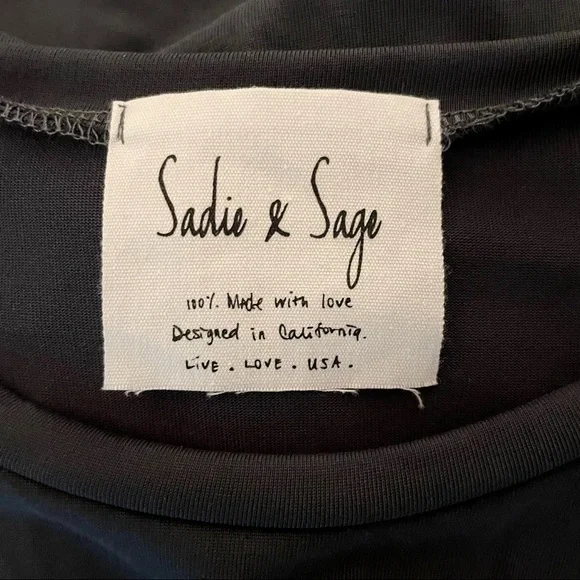 Sadie & Sage
100% Made with love
Designed in California.
LIVE . LOVE . USA .